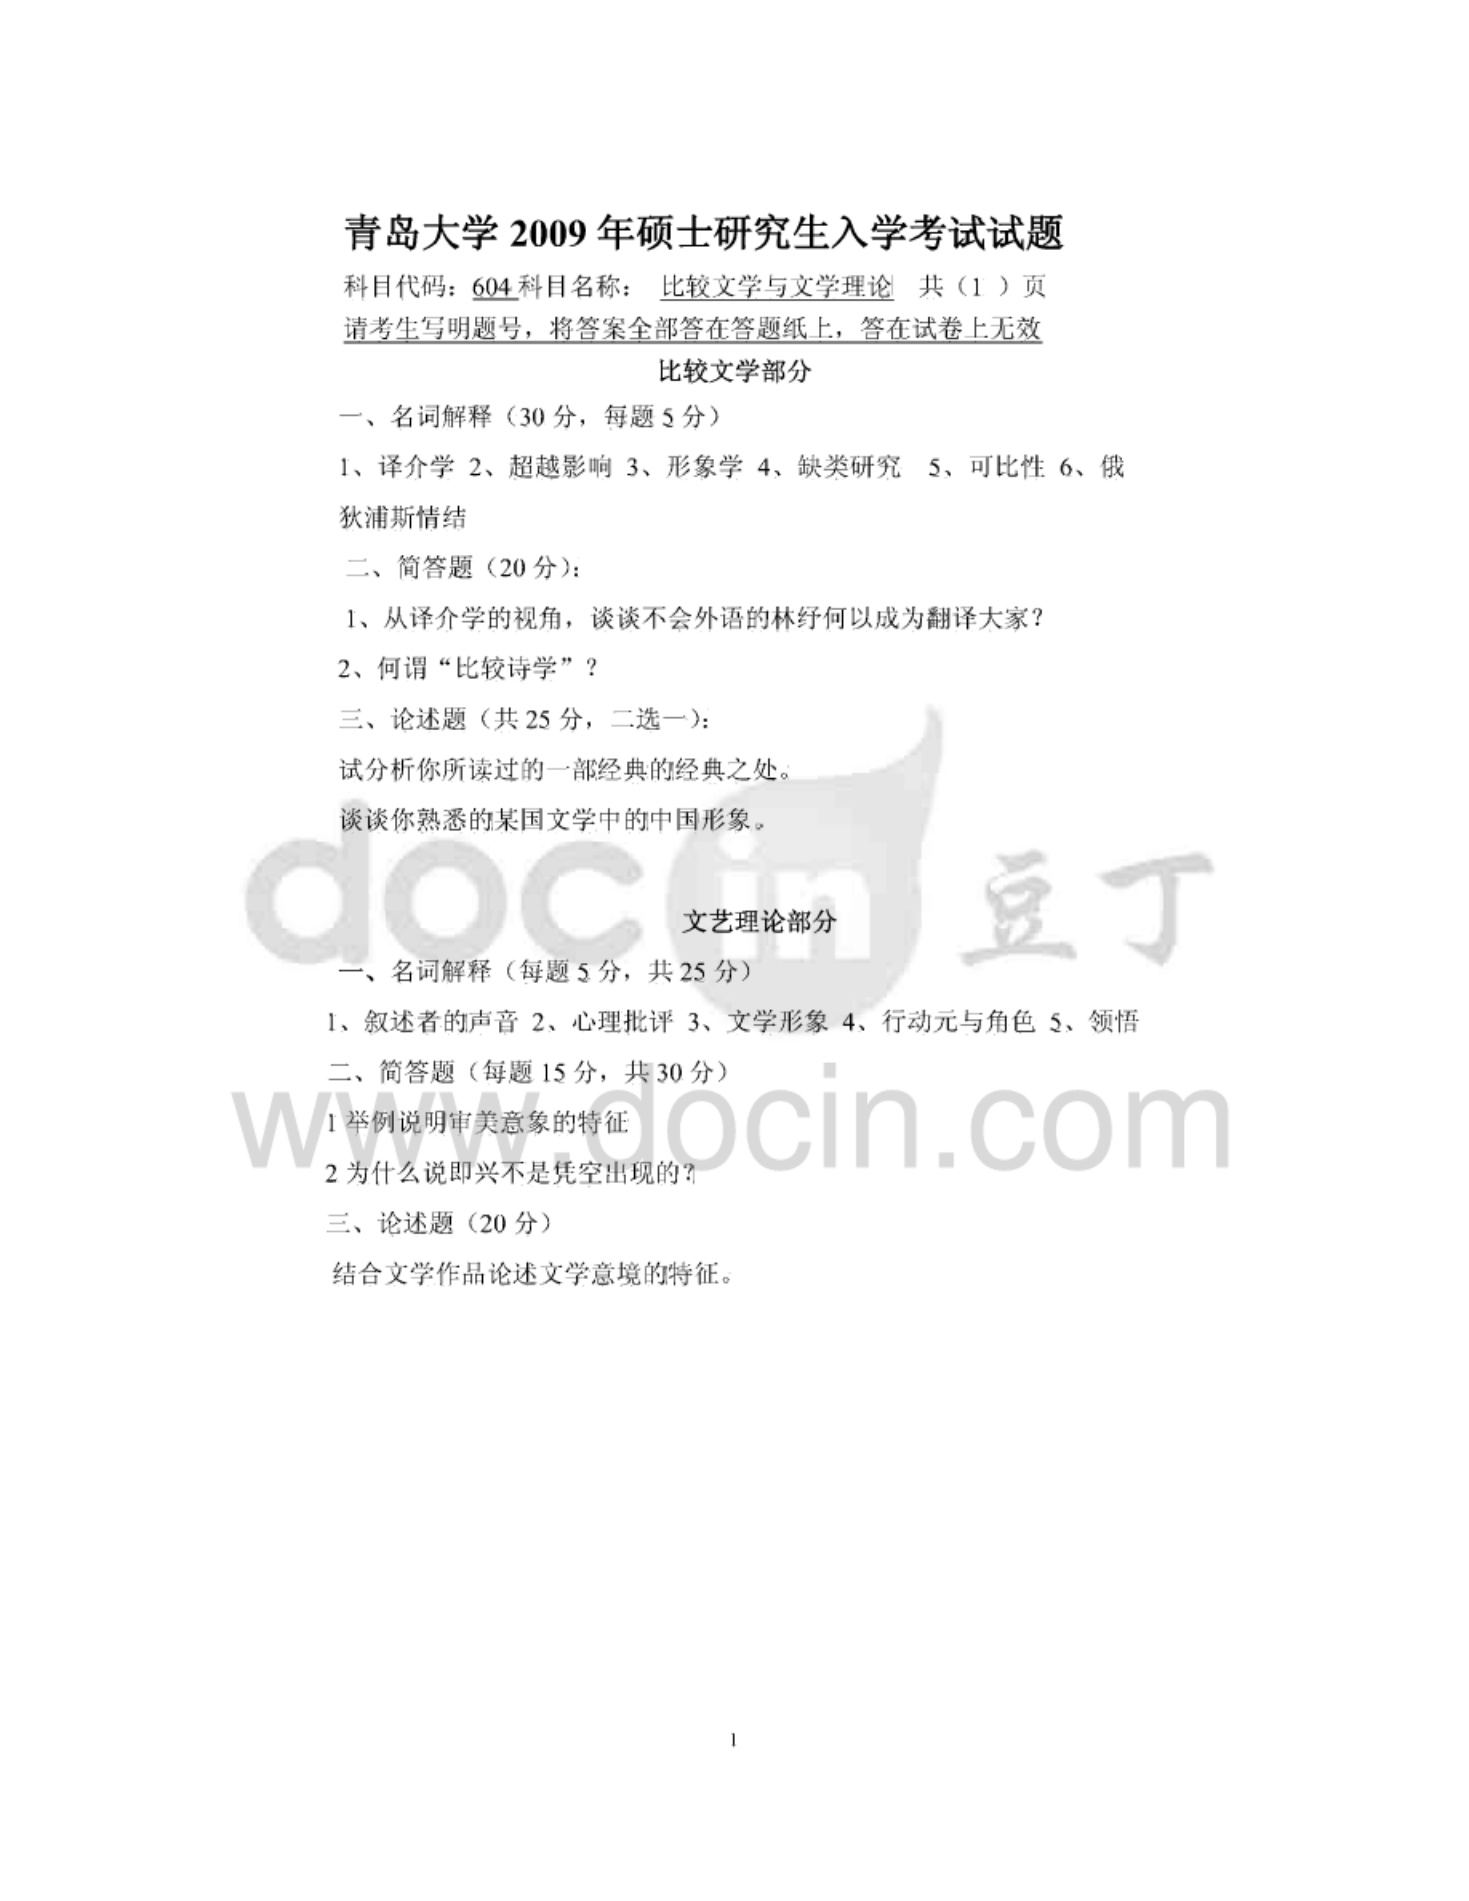 青岛大学 2009 年硕士研究生入学考试试题
科目代码：604 科目名称： 比较文学与文学理论 共（1 ）页
请考生写明题号，将答案全部答在答题纸上，答在试卷上无效
比较文学部分
一、名词解释（30 分，每题 5 分）
1、译介学 2、超越影响 3、形象学 4、缺类研究 5、可比性 6、俄
狄浦斯情结
二、简答题（20 分）：
1、从译介学的视角，谈谈不会外语的林纾何以成为翻译大家？
2、何谓“比较诗学”？
三、论述题（共 25 分，二选一）：
试分析你所读过的一部经典的经典之处。
谈谈你熟悉的某国文学中的中国形象。
docin 豆丁
文艺理论部分
一、名词解释（每题 5 分，共 25 分）
1、叙述者的声音 2、心理批评 3、文学形象 4、行动元与角色 5、领悟
二、简答题（每题 15 分，共 30 分）
www.docin.com
1 举例说明审美意象的特征
2 为什么说即兴不是凭空出现的？
三、论述题（20 分）
结合文学作品论述文学意境的特征。
1